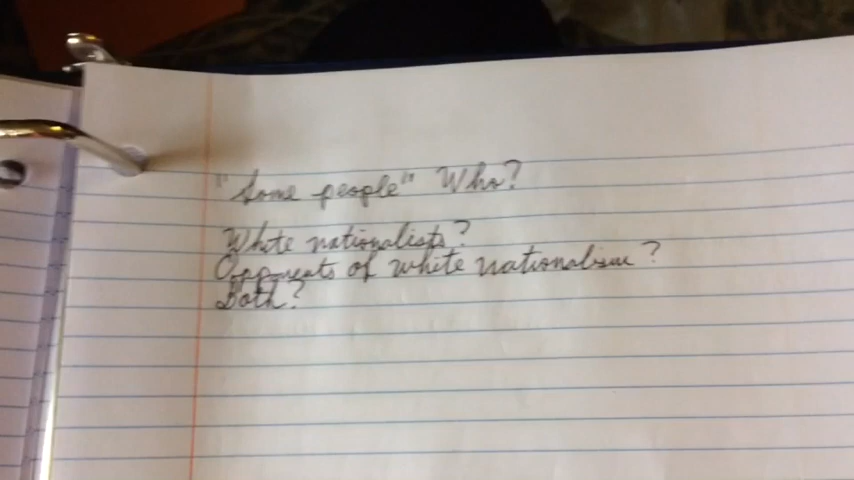 "Some people" Who?
White nationalists?
Opponents of white nationalism?
Both?